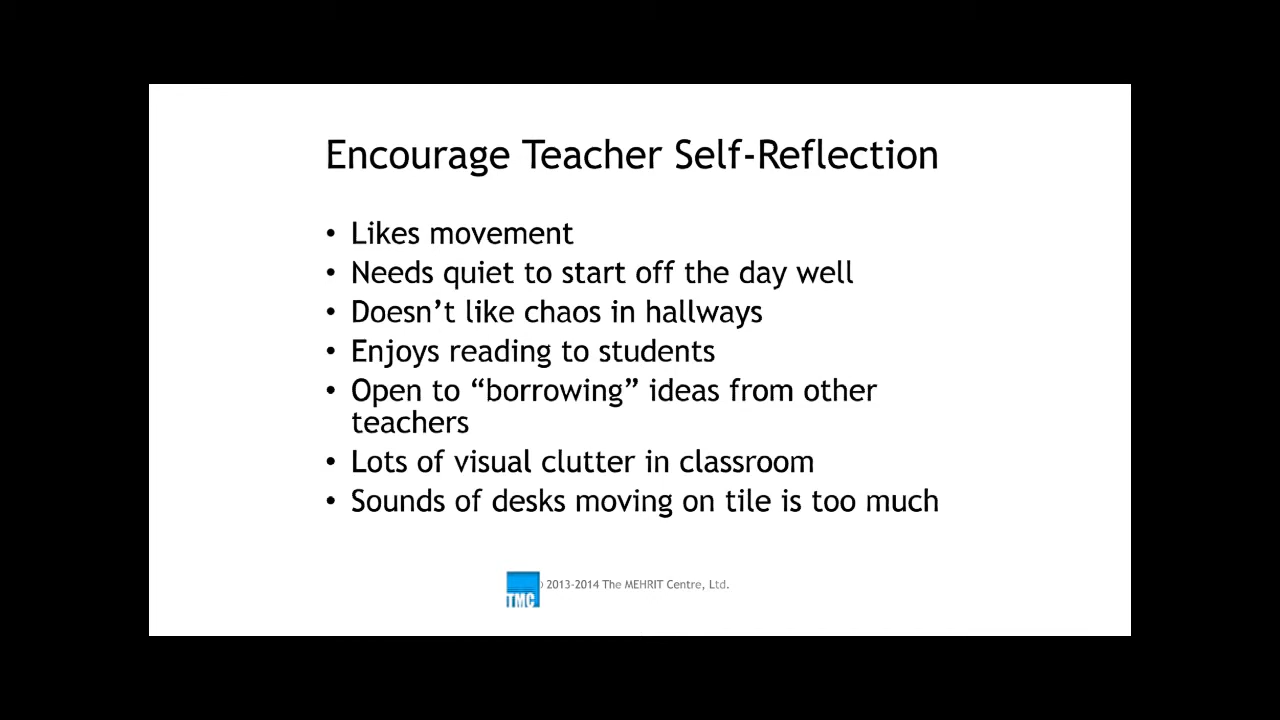 Encourage Teacher Self-Reflection
• Likes movement
• Needs quiet to start off the day well
• Doesn’t like chaos in hallways
• Enjoys reading to students
• Open to “borrowing” ideas from other
teachers
• Lots of visual clutter in classroom
• Sounds of desks moving on tile is too much
© 2013-2014 The MEHRIT Centre, Ltd.
TMC